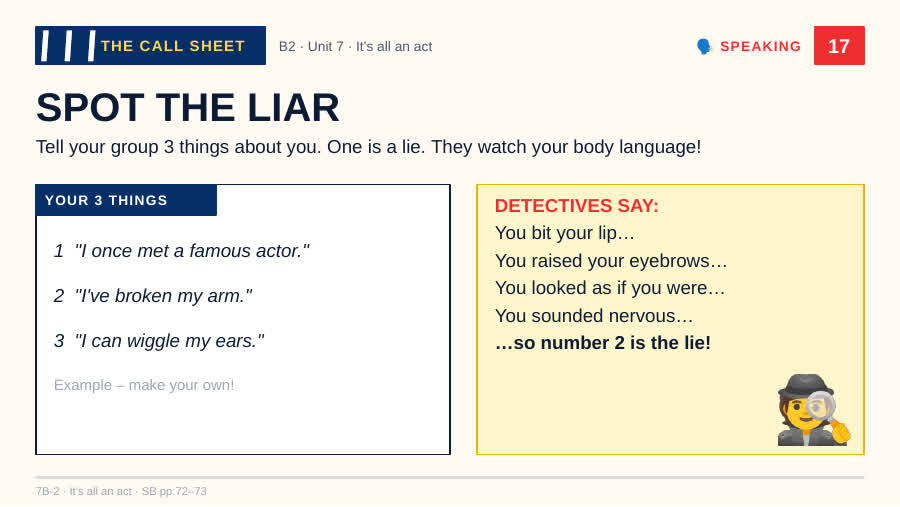 THE CALL SHEET
B2 · Unit 7 · It's all an act
SPEAKING
17
SPOT THE LIAR
Tell your group 3 things about you. One is a lie. They watch your body language!
YOUR 3 THINGS
1 "I once met a famous actor."
2 "I've broken my arm."
3 "I can wiggle my ears."
Example – make your own!
DETECTIVES SAY:
You bit your lip…
You raised your eyebrows…
You looked as if you were…
You sounded nervous…
…so number 2 is the lie!
7B-2 · It's all an act · SB pp.72–73